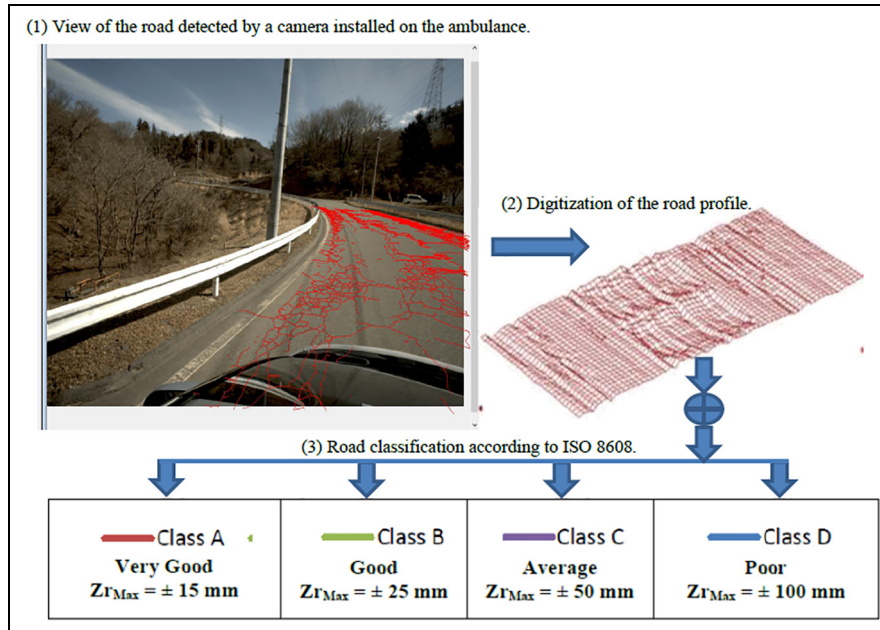 (1) View of the road detected by a camera installed on the ambulance.
(2) Digitization of the road profile.
(3) Road classification according to ISO 8608.
Class A
Very Good
ZrMax = ± 15 mm
Class B
Good
ZrMax = ± 25 mm
Class C
Average
ZrMax = ± 50 mm
Class D
Poor
ZrMax = ± 100 mm